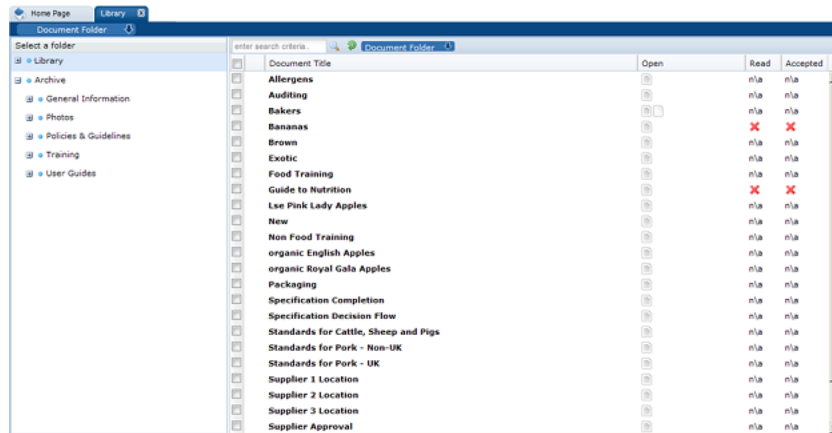 Home Page
Library
Document Folder
Select a folder
Library
Archive
General Information
Photos
Policies & Guidelines
Training
User Guides
enter search criteria..
Document Folder
Document Title Open Read Accepted
Allergens n\a n\a
Auditing n\a n\a
Bakers n\a n\a
Bananas
Brown n\a n\a
Exotic n\a n\a
Food Training n\a n\a
Guide to Nutrition
Lse Pink Lady Apples n\a n\a
New n\a n\a
Non Food Training n\a n\a
organic English Apples n\a n\a
organic Royal Gala Apples n\a n\a
Packaging n\a n\a
Specification Completion n\a n\a
Specification Decision Flow n\a n\a
Standards for Cattle, Sheep and Pigs n\a n\a
Standards for Pork - Non-UK n\a n\a
Standards for Pork - UK n\a n\a
Supplier 1 Location n\a n\a
Supplier 2 Location n\a n\a
Supplier 3 Location n\a n\a
Supplier Approval n\a n\a